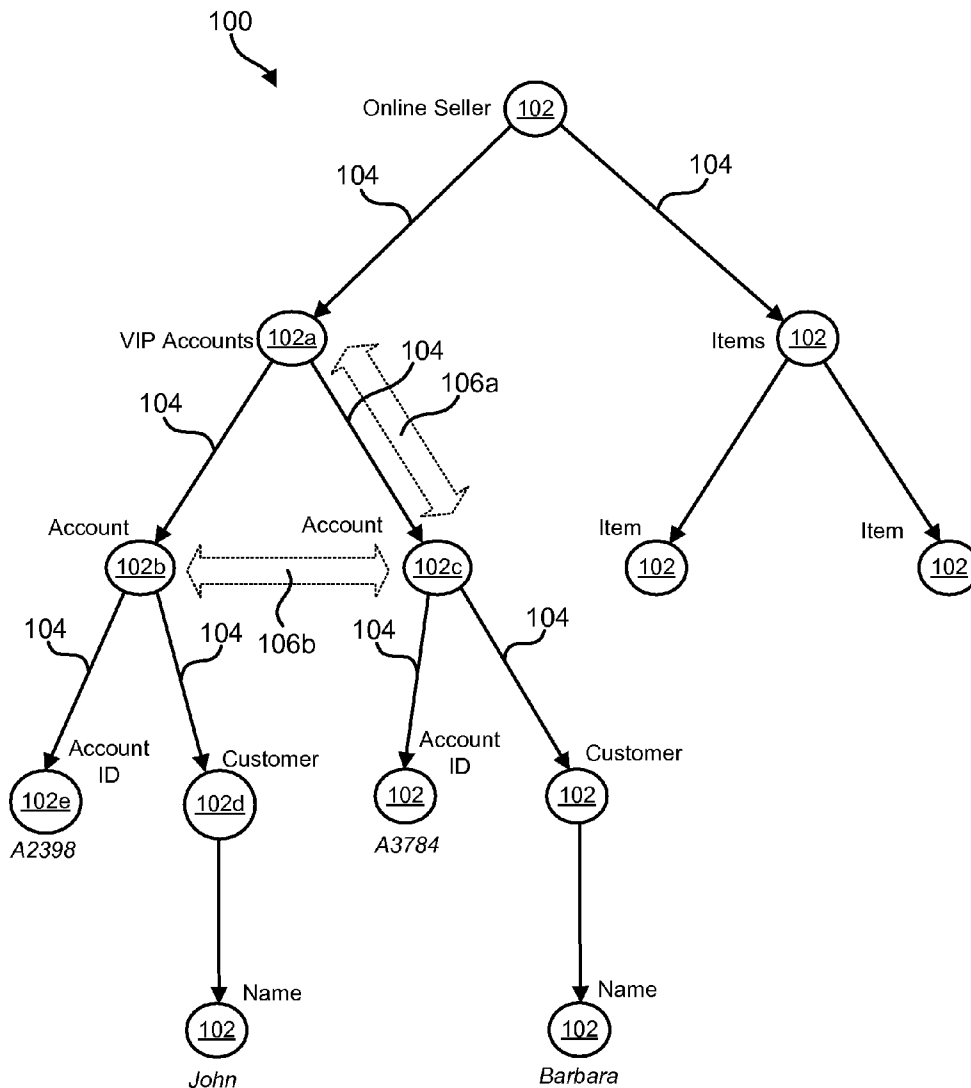 100
Online Seller
102
104
104
VIP Accounts
102a
104
106a
Items
102
104
Account
102b
Account
102c
106b
Item
102
Item
102
104
104
104
104
Account
ID
102e
A2398
Customer
102d
Account
ID
102
A3784
Customer
102
Name
102
John
Name
102
Barbara